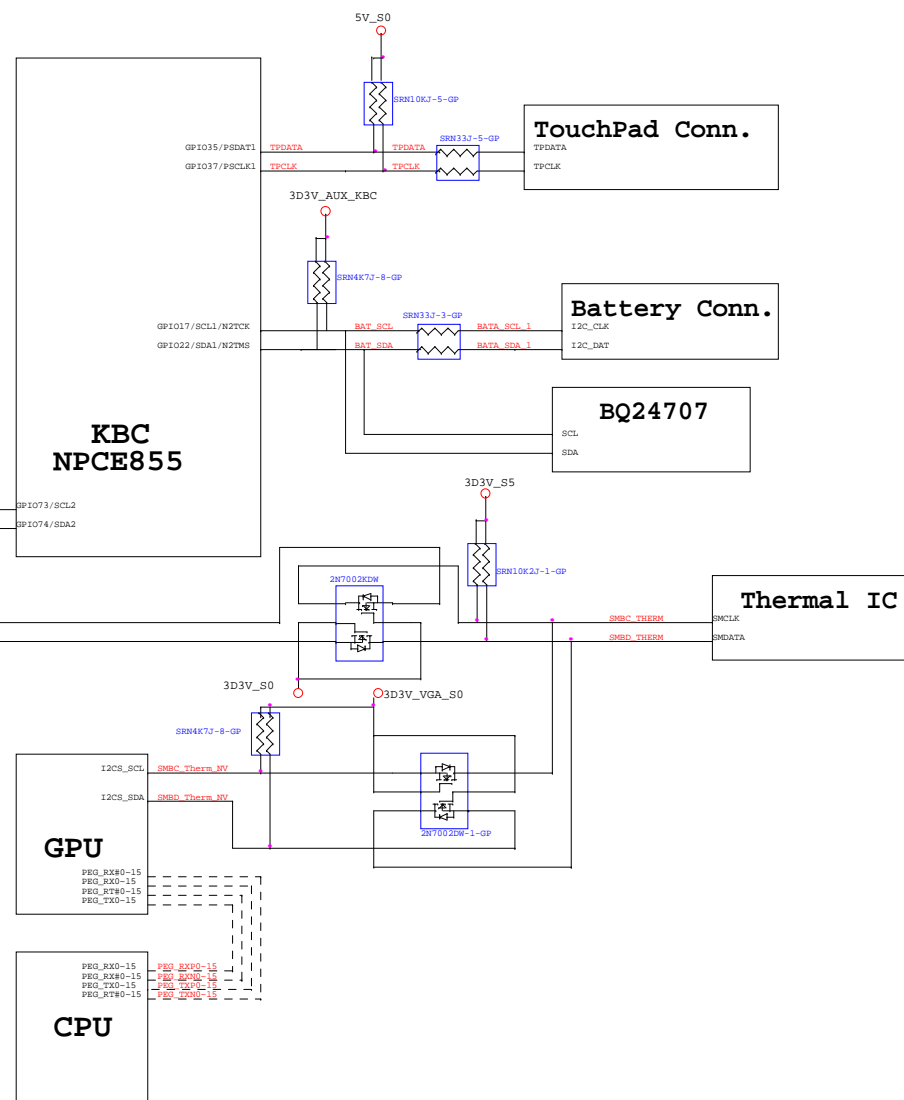 5V_S0
SRN10KJ-5-GP
TouchPad Conn.
SRN33J-5-GP
GPIO35/PSDAT1 TPDATA TPDATA TPDATA
GPIO37/PSCLK1 TPCLK TPCLK TPCLK
3D3V_AUX_KBC
SRN4K7J-8-GP
Battery Conn.
SRN33J-3-GP
GPIO17/SCL1/N2TCK BAT_SCL BATA_SCL_1 I2C_CLK
GPIO22/SDA1/N2TMS BAT_SDA BATA_SDA_1 I2C_DAT
BQ24707
KBC
NPCE855
SCL
SDA
3D3V_S5
GPIO73/SCL2
GPIO74/SDA2
SRN10K2J-1-GP
2N7002KDW
Thermal IC
SMBC_THERM SMCLK
SMBD_THERM SMDATA
3D3V_S0
3D3V_VGA_S0
SRN4K7J-8-GP
I2CS_SCL SMBC_Therm_NV
I2CS_SDA SMBD_Therm_NV
2N7002DW-1-GP
GPU
PEG_RX#0-15
PEG_RX0-15
PEG_RT#0-15
PEG_TX0-15
PEG_RX0-15 PEG_RXP0-15
PEG_RX#0-15 PEG_RXN0-15
PEG_TX0-15 PEG_TXP0-15
PEG_RT#0-15 PEG_TXN0-15
CPU